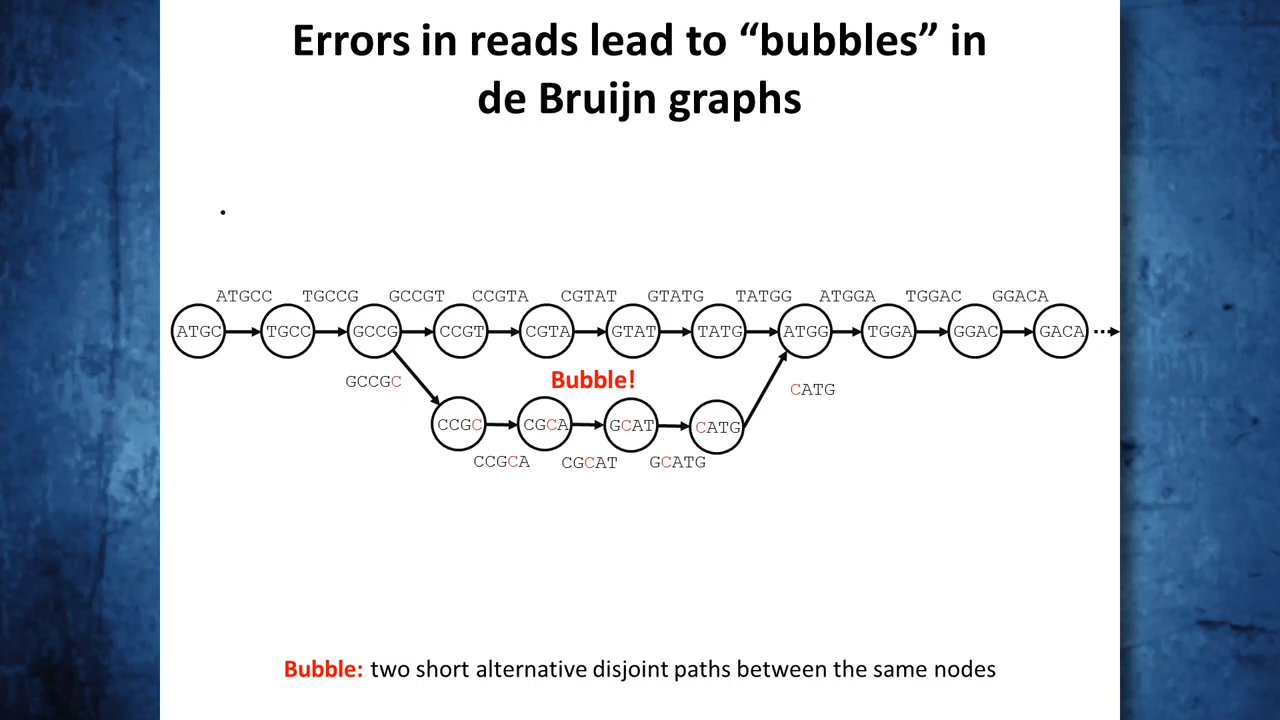 Errors in reads lead to “bubbles” in
de Bruijn graphs
.
ATGCC TGCCG GCCGT CCGTA CGTAT GTATG TATGG ATGGA TGGAC GGACA
ATGC TGCC GCCG CCGT CGTA GTAT TATG ATGG TGGA GGAC GACA
GCCGC Bubble! CATG
CCGC CGCA GCAT CATG
CCGCA CGCAT GCATG
Bubble: two short alternative disjoint paths between the same nodes